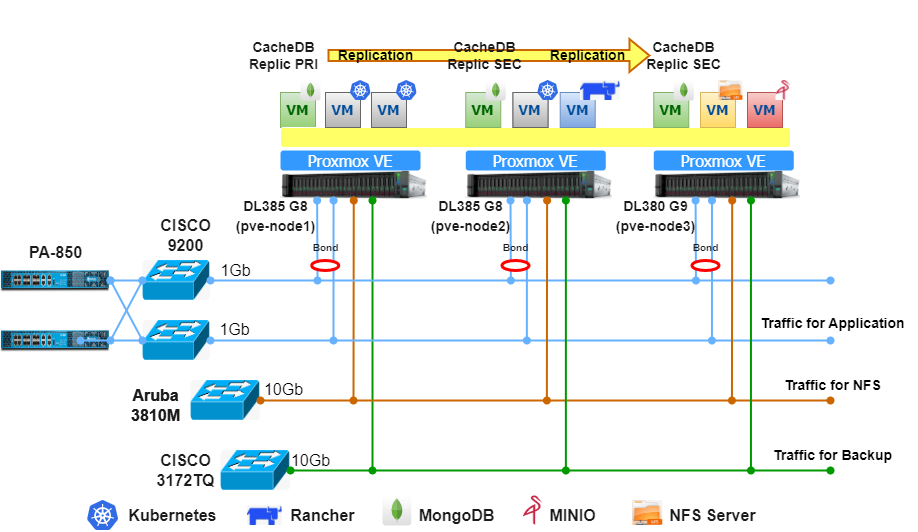 CacheDB
Replic PRI
Replication
CacheDB
Replic SEC
Replication
CacheDB
Replic SEC
VM
VM
VM
VM
VM
VM
VM
VM
VM
Proxmox VE
Proxmox VE
Proxmox VE
DL385 G8
(pve-node1)
DL385 G8
(pve-node2)
DL380 G9
(pve-node3)
Bond
Bond
Bond
PA-850
CISCO
9200
1Gb
1Gb
Traffic for Application
Aruba
3810M
10Gb
Traffic for NFS
CISCO
3172TQ
10Gb
Traffic for Backup
Kubernetes
Rancher
MongoDB
MINIO
NFS Server